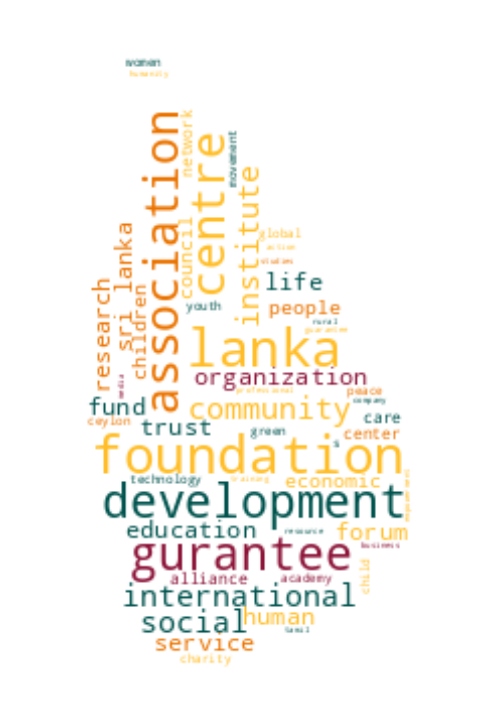 women
humanity
association
network
centre
movement
institute
council
global
action
studies
sri lanka
research
children
life
youth
people
rural
guarantee
lanka
organization
media
professional
peace
company
fund
community
ceylon
trust
green
care
s
center
foundation
technology
training
economic
development
education
resource
forum
gurantee
business
alliance
academy
child
international
social
human
tamil
service
charity